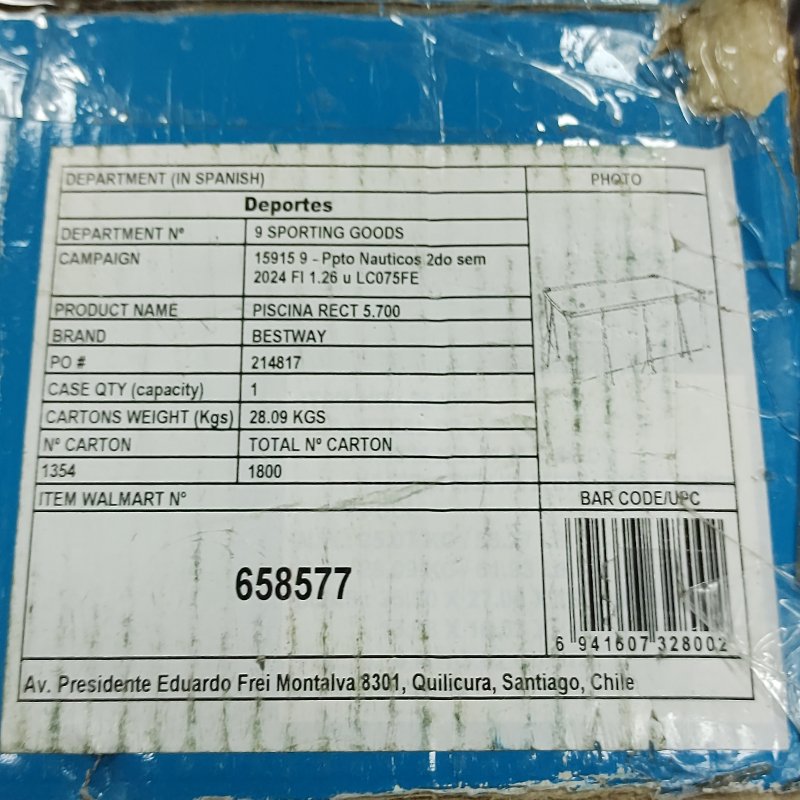 DEPARTMENT (IN SPANISH)
PHOTO
Deportes
DEPARTMENT Nº 9 SPORTING GOODS
CAMPAIGN 15915 9 - Ppto Nauticos 2do sem
2024 FI 1.26 u LC075FE
PRODUCT NAME PISCINA RECT 5.700
BRAND BESTWAY
PO # 214817
CASE QTY (capacity) 1
CARTONS WEIGHT (Kgs) 28.09 KGS
Nº CARTON TOTAL Nº CARTON
1354 1800
ITEM WALMART Nº
BAR CODE/UPC
658577
6 941607 328002
Av. Presidente Eduardo Frei Montalva 8301, Quilicura, Santiago, Chile